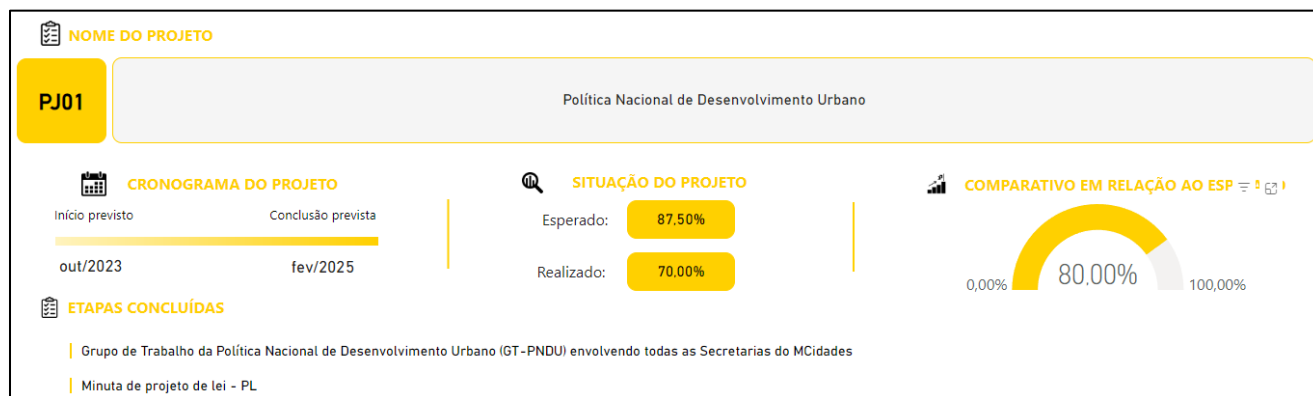 NOME DO PROJETO
PJ01
Política Nacional de Desenvolvimento Urbano
CRONOGRAMA DO PROJETO
Início previsto
Conclusão prevista
out/2023
fev/2025
SITUAÇÃO DO PROJETO
Esperado:
87,50%
Realizado:
70,00%
COMPARATIVO EM RELAÇÃO AO ESP
0,00%
80,00%
100,00%
ETAPAS CONCLUÍDAS
Grupo de Trabalho da Política Nacional de Desenvolvimento Urbano (GT-PNDU) envolvendo todas as Secretarias do MCidades
Minuta de projeto de lei - PL